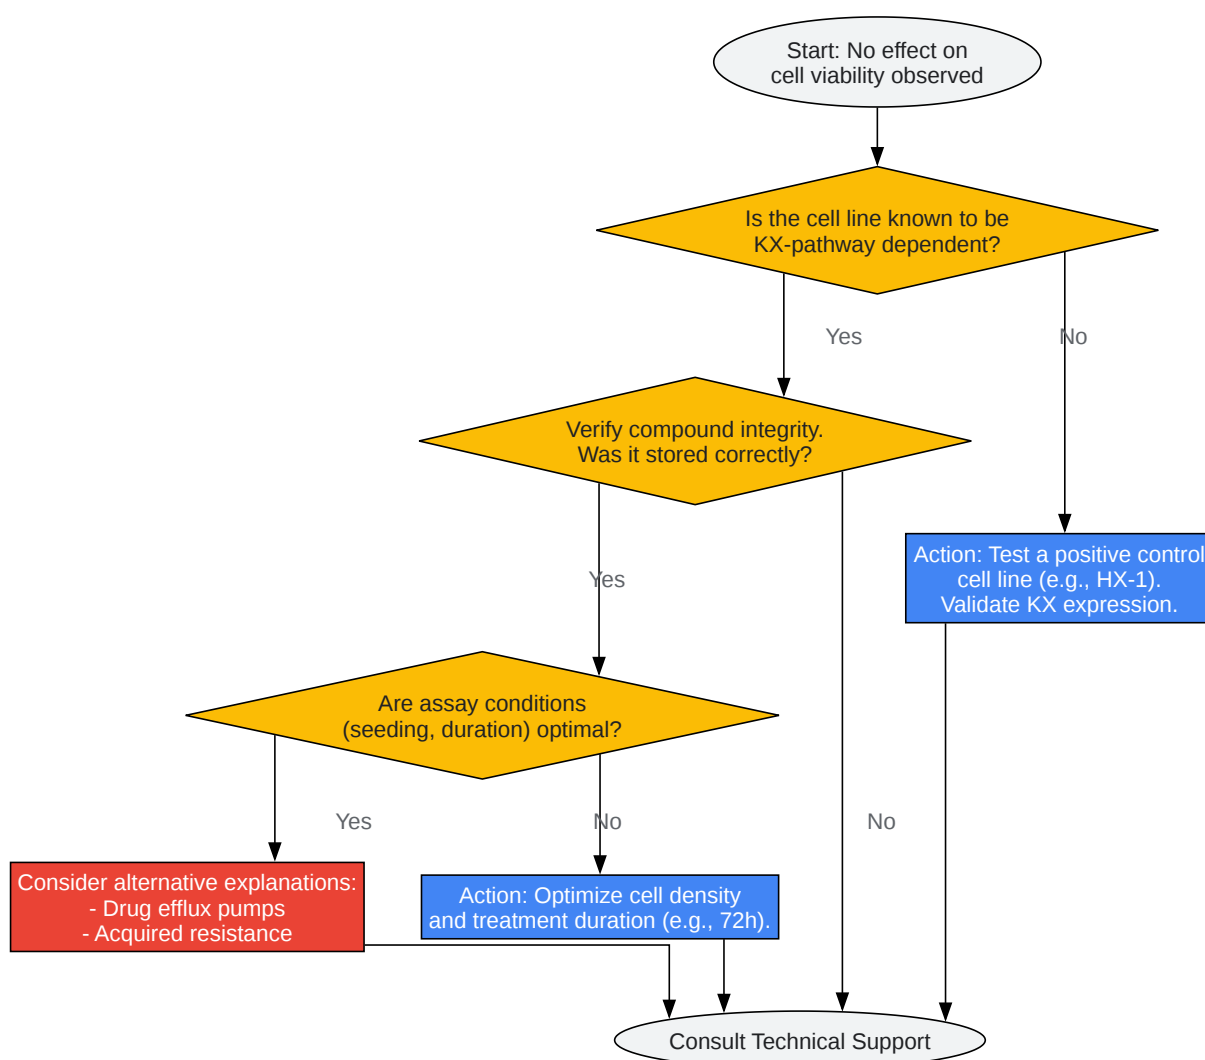 Start: No effect on
cell viability observed
Is the cell line known to be
KX-pathway dependent?
Yes
No
Verify compound integrity.
Was it stored correctly?
Yes
Action: Test a positive control
cell line (e.g., HX-1).
Validate KX expression.
Are assay conditions
(seeding, duration) optimal?
Yes
No
No
Consider alternative explanations:
- Drug efflux pumps
- Acquired resistance
Action: Optimize cell density
and treatment duration (e.g., 72h).
Consult Technical Support